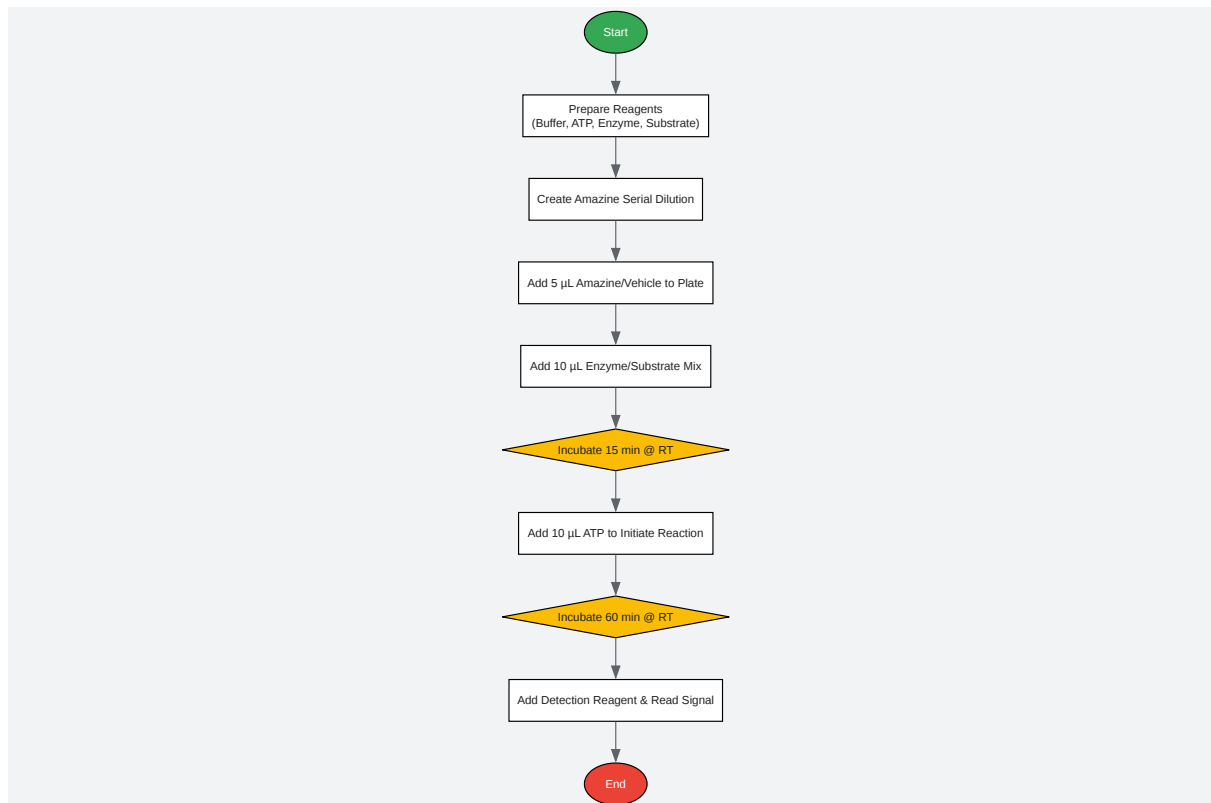 Start
Prepare Reagents
(Buffer, ATP, Enzyme, Substrate)
Create Amazine Serial Dilution
Add 5 µL Amazine/Vehicle to Plate
Add 10 µL Enzyme/Substrate Mix
Incubate 15 min @ RT
Add 10 µL ATP to Initiate Reaction
Incubate 60 min @ RT
Add Detection Reagent & Read Signal
End